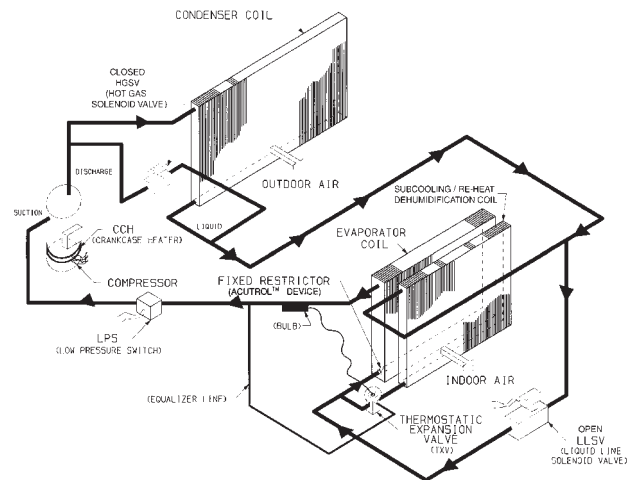 CONDENSER COIL
CLOSED
HGSV
(HOT GAS
SOLENOID VALVE)
DISCHARGE
OUTDOOR AIR
SUBCOOLING / RE-HEAT
DEHUMIDIFICATION COIL
SUCTION
LIQUID
EVAPORATOR
COIL
CCH
(CRANKCASE HEATER)
COMPRESSOR
FIXED RESTRICTOR
(ACUTROL™ DEVICE)
(BULB)
LPS
(LOW PRESSURE SWITCH)
INDOOR AIR
(EQUALIZER LINE)
THERMOSTATIC
EXPANSION
VALVE
(TXV)
OPEN
LLSV
(LIQUID LINE
SOLENOID VALVE)